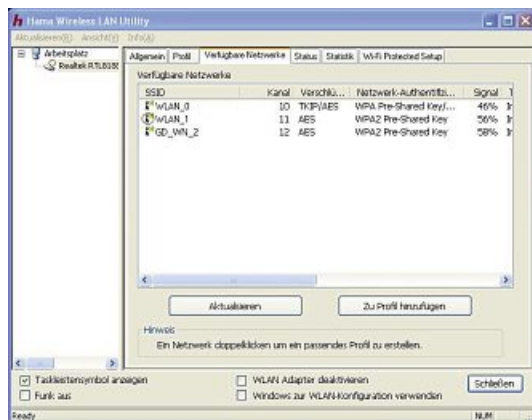 Hama Wireless LAN Utility
Aktualisieren(R) Ansicht(V) Info(A)
Arbeitsplatz
Realtek RTL818
Allgemein Profil Verfügbare Netzwerke Status Statistik Wi-Fi Protected Setup
Verfügbare Netzwerke
SSID Kanal Verschlü... Netzwerk-Authentifizi... Signal
WLAN_0 10 TKIP/AES WPA Pre-Shared Key/... 46%
WLAN_1 11 AES WPA2 Pre-Shared Key 56%
GD_WN_2 12 AES WPA2 Pre-Shared Key 58%
Aktualisieren Zu Profil hinzufügen
Hinweis
Ein Netzwerk doppelklicken um ein passendes Profil zu erstellen.
Taskleistensymbol anzeigen WLAN Adapter deaktivieren
Funk aus Windows zur WLAN-Konfiguration verwenden
Schließen
Ready NUM